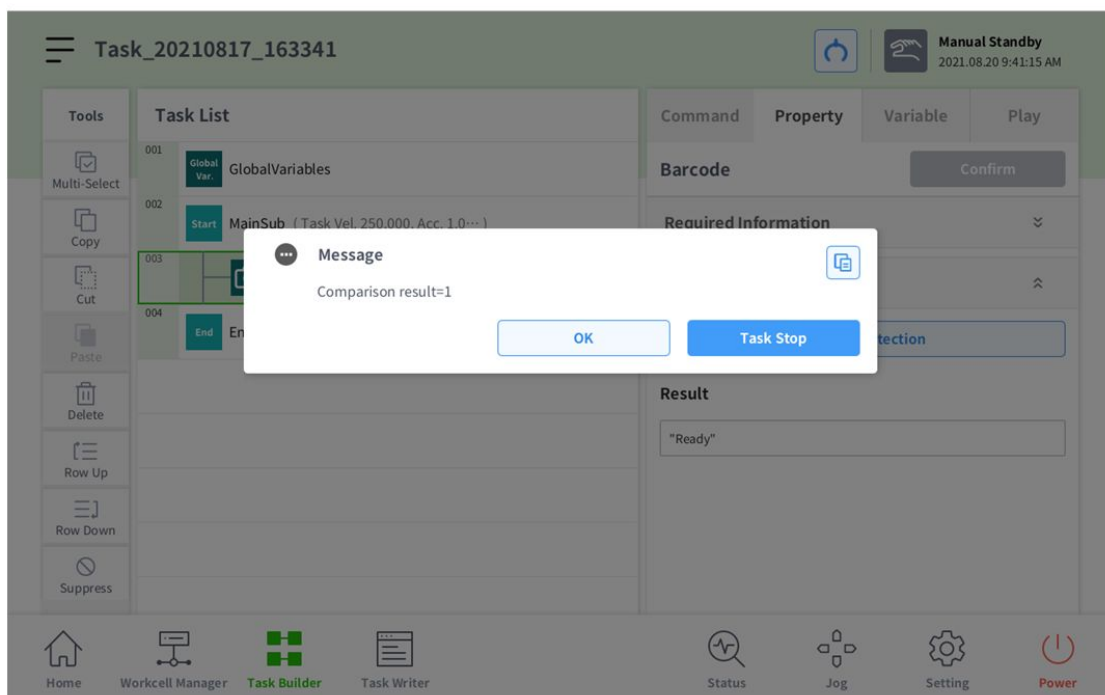 Task_20210817_163341
Manual Standby
2021.08.20 9:41:15 AM
Tools
Multi-Select
Copy
Cut
Paste
Delete
Row Up
Row Down
Suppress
Task List
001
Global
Var.
GlobalVariables
002
Start
MainSub ( Task Vel. 250.000, Acc. 1.0··· )
003
004
End
En
Command
Property
Variable
Play
Barcode
Confirm
Required Information
tection
Result
"Ready"
Message
Comparison result=1
OK
Task Stop
Home
Workcell Manager
Task Builder
Task Writer
Status
Jog
Setting
Power